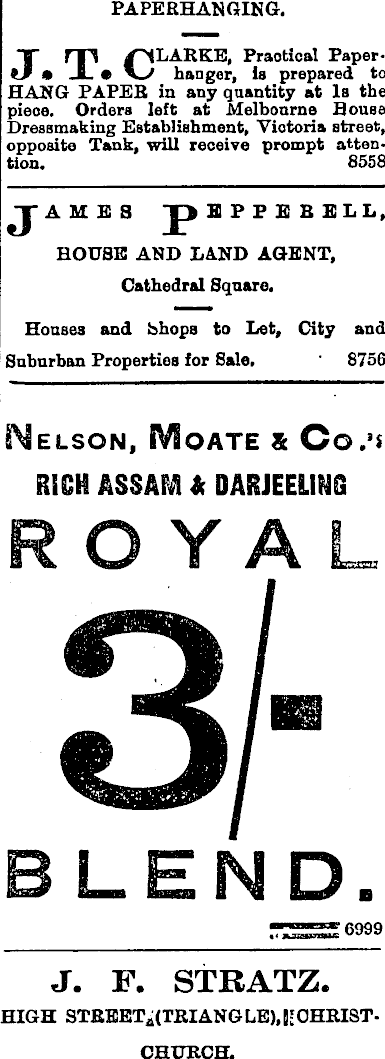 PAPERHANGING.
J. T. CLARKE, Practical Paper-
hanger, is prepared to
HANG PAPER in any quantity at 1s the
piece. Orders left at Melbourne House
Dressmaking Establishment, Victoria street,
opposite Tank, will receive prompt atten-
tion. 8558
JAMES PEPPERELL,
HOUSE AND LAND AGENT,
Cathedral Square.
Houses and Shops to Let, City and
Suburban Properties for Sale. 8756
NELSON, MOATE & Co.'s
RICH ASSAM & DARJEELING
ROYAL
3/-
BLEND.
6999
J. F. STRATZ.
HIGH STREET, (TRIANGLE), CHRIST-
CHURCH.